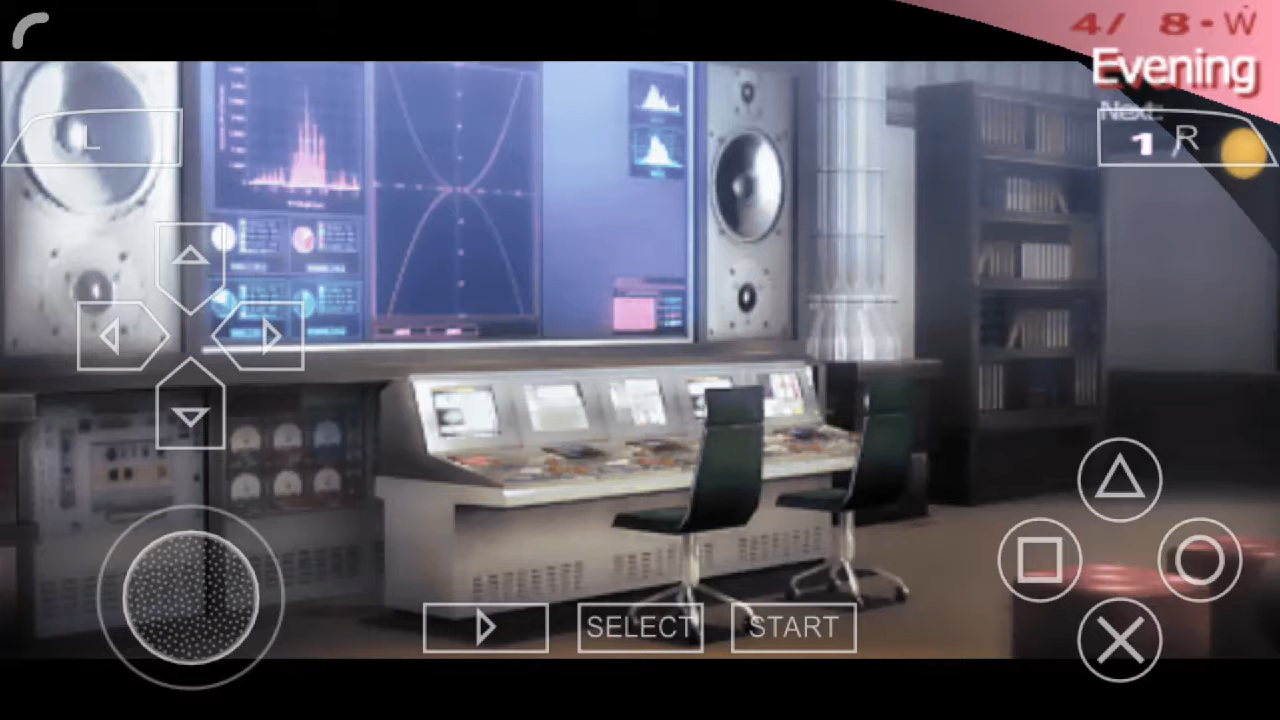 4/ 8 - W
Evening
Next:
1 /
L
R
SELECT
START